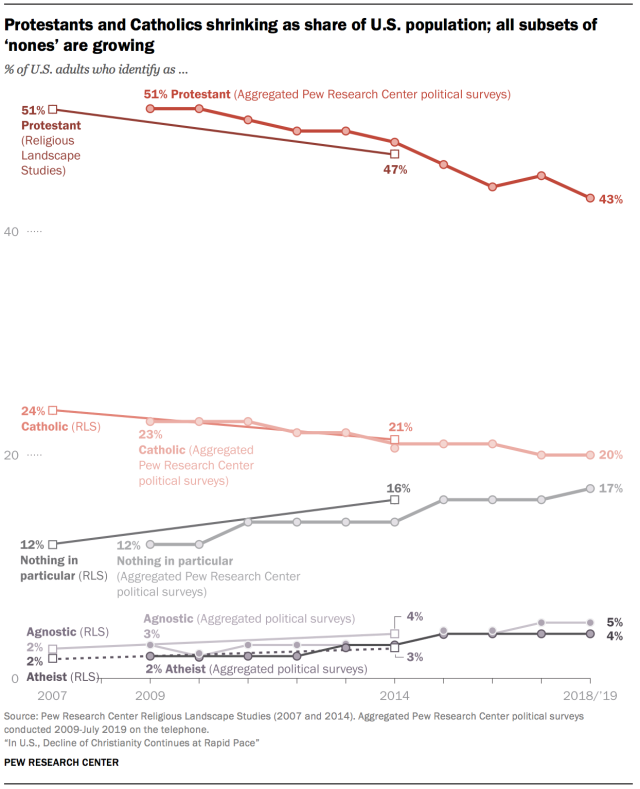 Protestants and Catholics shrinking as share of U.S. population; all subsets of
‘nones’ are growing
% of U.S. adults who identify as ...
51% Protestant (Aggregated Pew Research Center political surveys)
51%
Protestant
(Religious
Landscape
Studies)
47%
43%
40
24%
Catholic (RLS)
23%
Catholic (Aggregated
Pew Research Center
political surveys)
21%
20%
20
16%
17%
12%
Nothing in
particular (RLS)
12%
Nothing in particular
(Aggregated Pew Research Center
political surveys)
Agnostic (RLS)
2%
2%
Atheist (RLS)
Agnostic (Aggregated political surveys)
3%
2% Atheist (Aggregated political surveys)
4%
3%
5%
4%
0
2007
2009
2014
2018/’19
Source: Pew Research Center Religious Landscape Studies (2007 and 2014). Aggregated Pew Research Center political surveys
conducted 2009-July 2019 on the telephone.
“In U.S., Decline of Christianity Continues at Rapid Pace”
PEW RESEARCH CENTER